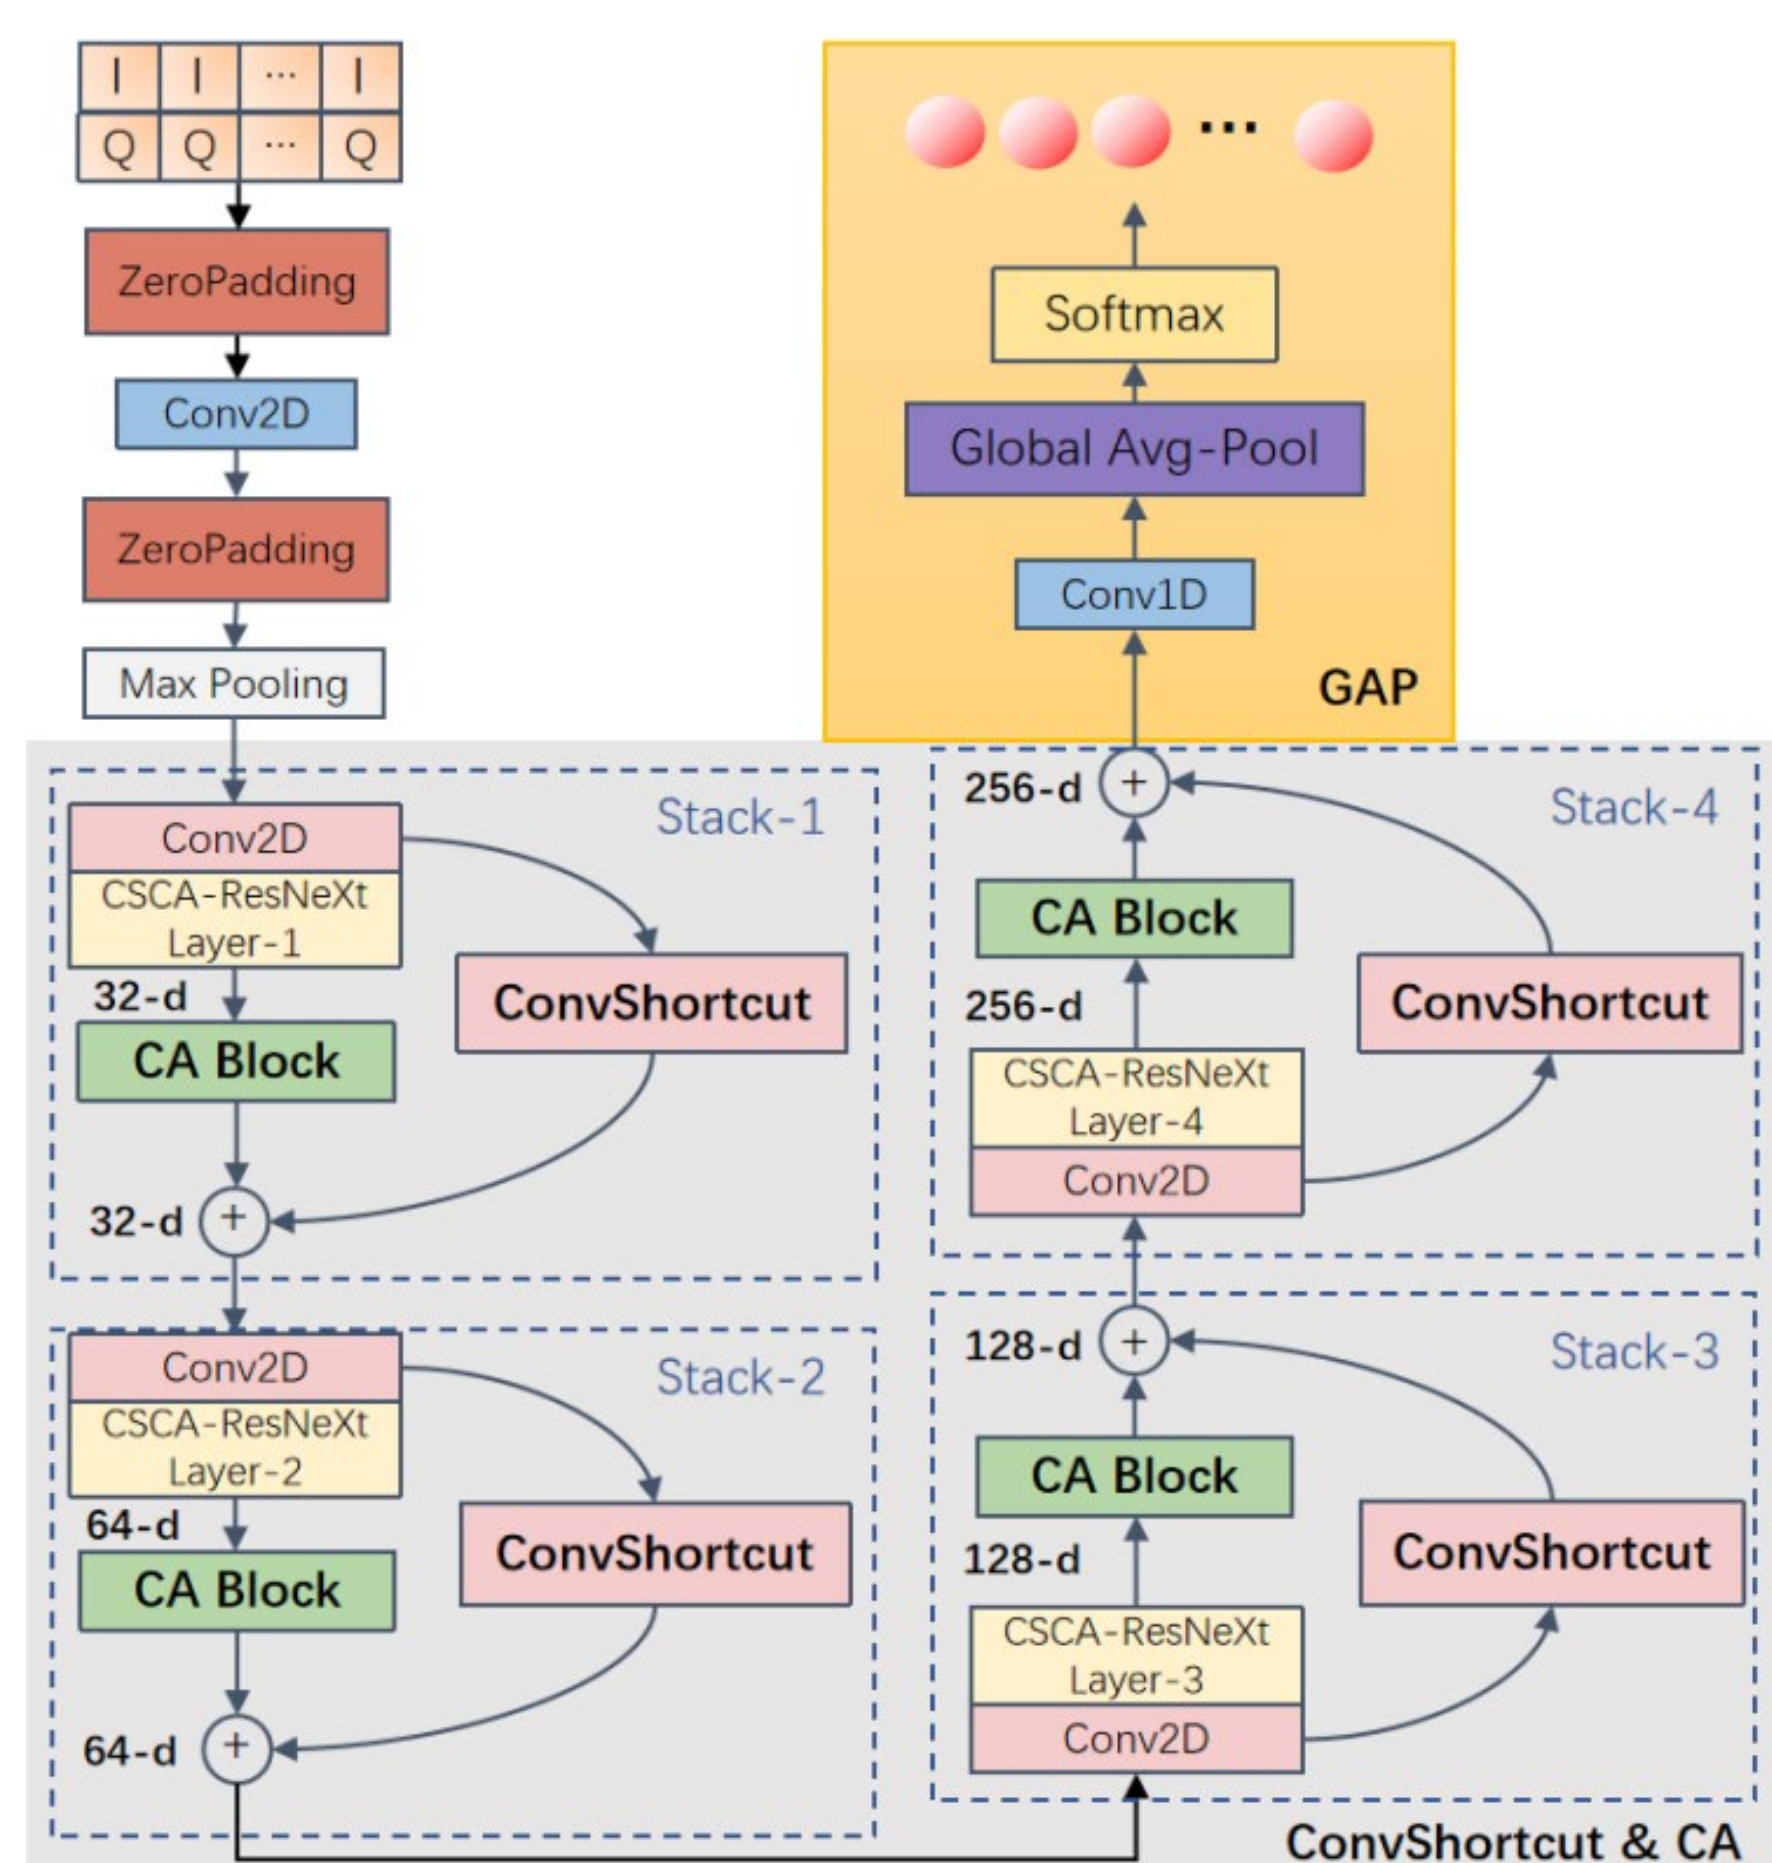 I I ... I
Q Q ... Q
ZeroPadding
Conv2D
ZeroPadding
Max Pooling
Stack-1
Conv2D
CSCA-ResNeXt
Layer-1
32-d
CA Block
ConvShortcut
32-d
+
Stack-2
Conv2D
CSCA-ResNeXt
Layer-2
64-d
CA Block
ConvShortcut
64-d
+
Stack-3
128-d
+
CA Block
128-d
ConvShortcut
CSCA-ResNeXt
Layer-3
Conv2D
Stack-4
256-d
+
CA Block
256-d
ConvShortcut
CSCA-ResNeXt
Layer-4
Conv2D
ConvShortcut & CA
...
Softmax
Global Avg-Pool
Conv1D
GAP